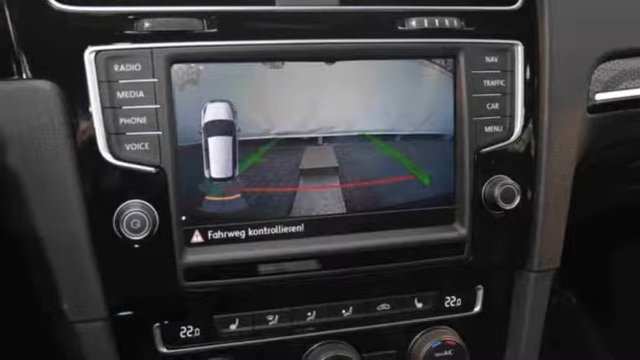 RADIO
MEDIA
PHONE
VOICE
NAV
TRAFFIC
CAR
MENU
Fahrweg kontrollieren!
22.0
22.0
A/C